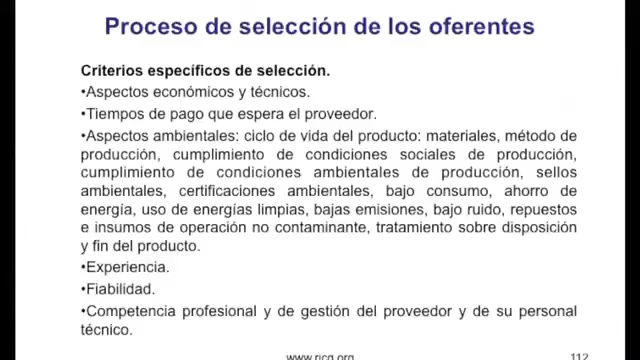 Proceso de selección de los oferentes
Criterios específicos de selección.
•Aspectos económicos y técnicos.
•Tiempos de pago que espera el proveedor.
•Aspectos ambientales: ciclo de vida del producto: materiales, método de
producción, cumplimiento de condiciones sociales de producción,
cumplimiento de condiciones ambientales de producción, sellos
ambientales, certificaciones ambientales, bajo consumo, ahorro de
energía, uso de energías limpias, bajas emisiones, bajo ruido, repuestos
e insumos de operación no contaminante, tratamiento sobre disposición
y fin del producto.
•Experiencia.
•Fiabilidad.
•Competencia profesional y de gestión del proveedor y de su personal
técnico.
www.ricg.org
112